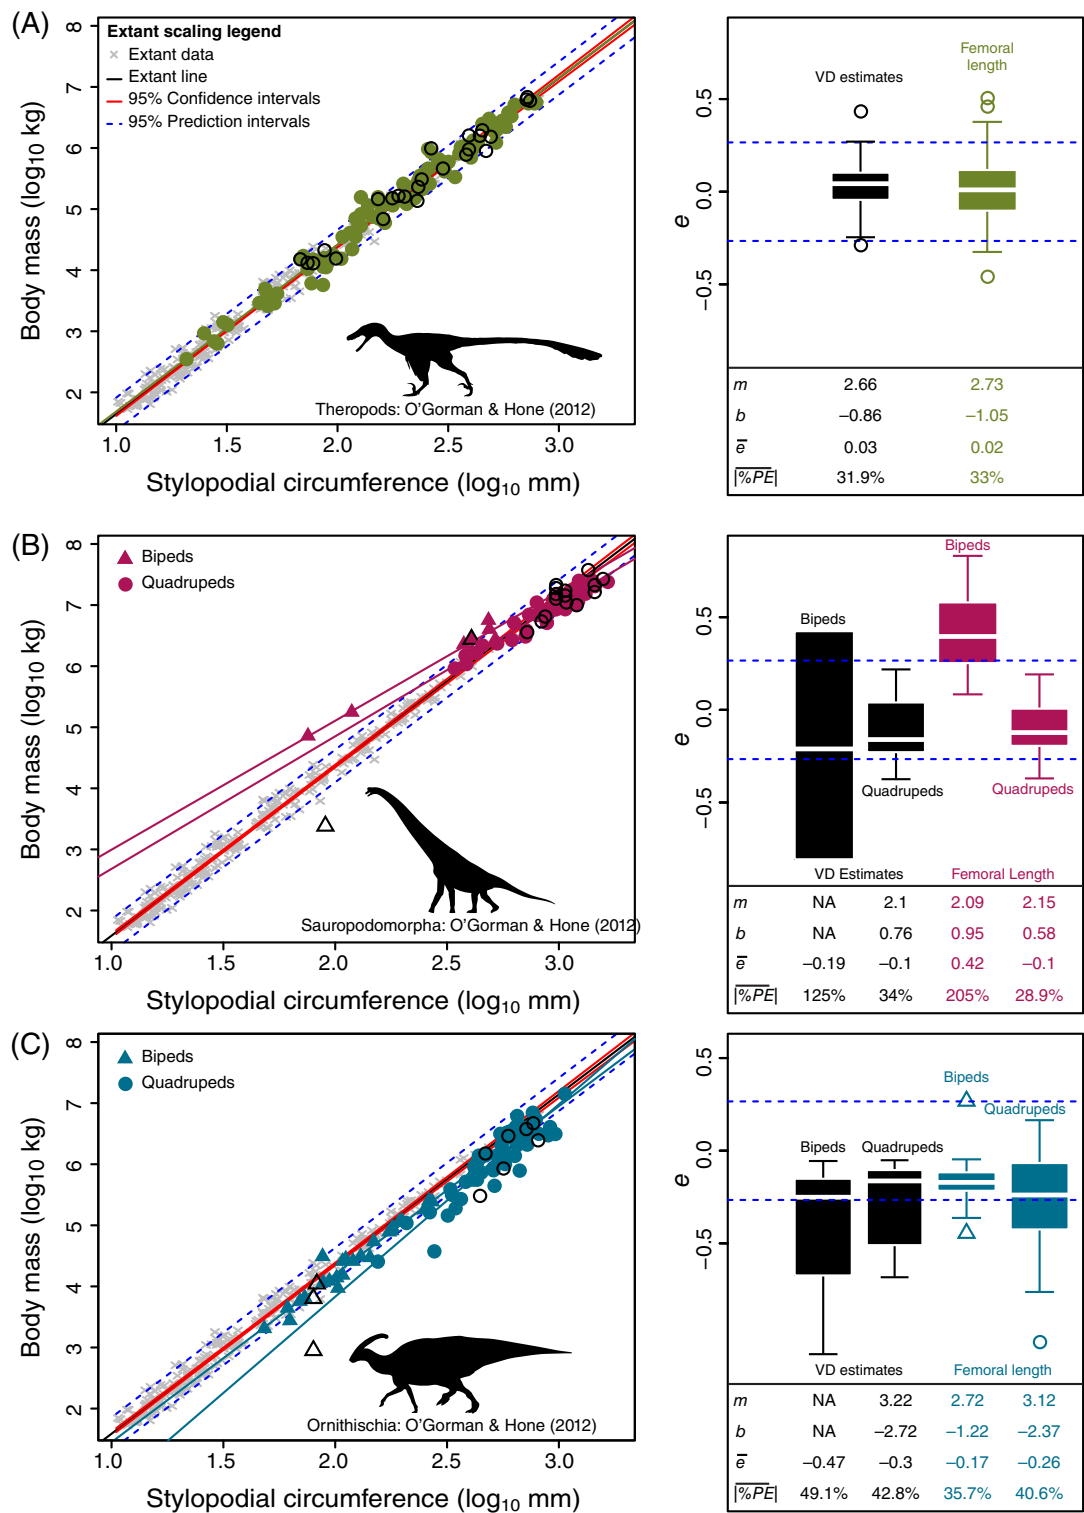 (A)
Extant scaling legend
Extant data
Extant line
95% Confidence intervals
95% Prediction intervals
Body mass (log10 kg)
8
7
6
5
4
3
2
1.0 1.5 2.0 2.5 3.0
Theropods: O'Gorman & Hone (2012)
Stylopodial circumference (log10 mm)
VD estimates
Femoral
length
e
0.5
0.0
−0.5
m 2.66 2.73
b −0.86 −1.05
e 0.03 0.02
|%PE| 31.9% 33%
(B)
Bipeds
Quadrupeds
Body mass (log10 kg)
8
7
6
5
4
3
2
1.0 1.5 2.0 2.5 3.0
Sauropodomorpha: O'Gorman & Hone (2012)
Stylopodial circumference (log10 mm)
Bipeds
Bipeds
Quadrupeds
Quadrupeds
e
0.5
0.0
−0.5
VD Estimates Femoral Length
m NA 2.1 2.09 2.15
b NA 0.76 0.95 0.58
e −0.19 −0.1 0.42 −0.1
|%PE| 125% 34% 205% 28.9%
(C)
Bipeds
Quadrupeds
Body mass (log10 kg)
8
7
6
5
4
3
2
1.0 1.5 2.0 2.5 3.0
Ornithischia: O'Gorman & Hone (2012)
Stylopodial circumference (log10 mm)
Bipeds
Quadrupeds
Bipeds Quadrupeds
e
0.5
0.0
−0.5
VD estimates Femoral length
m NA 3.22 2.72 3.12
b NA −2.72 −1.22 −2.37
e −0.47 −0.3 −0.17 −0.26
|%PE| 49.1% 42.8% 35.7% 40.6%